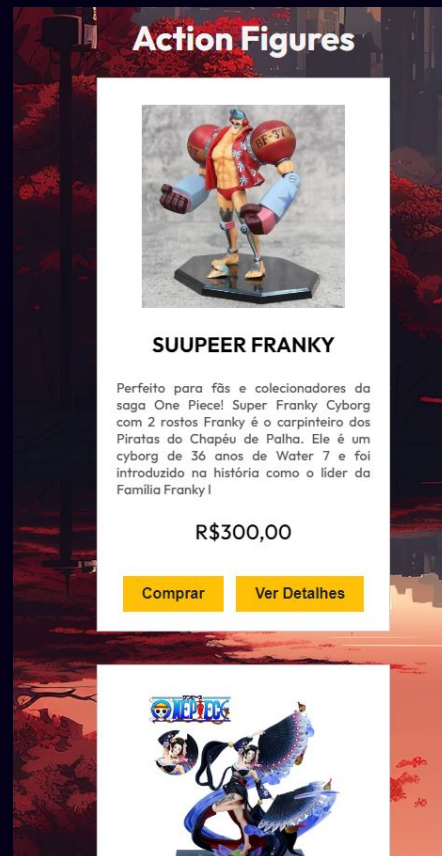 Action Figures
BF-37
SUUPEER FRANKY
Perfeito para fãs e colecionadores da
saga One Piece! Super Franky Cyborg
com 2 rostos Franky é o carpinteiro dos
Piratas do Chapéu de Palha. Ele é um
cyborg de 36 anos de Water 7 e foi
introduzido na história como o líder da
Família Franky l
R$300,00
Comprar Ver Detalhes
ONE PIECE